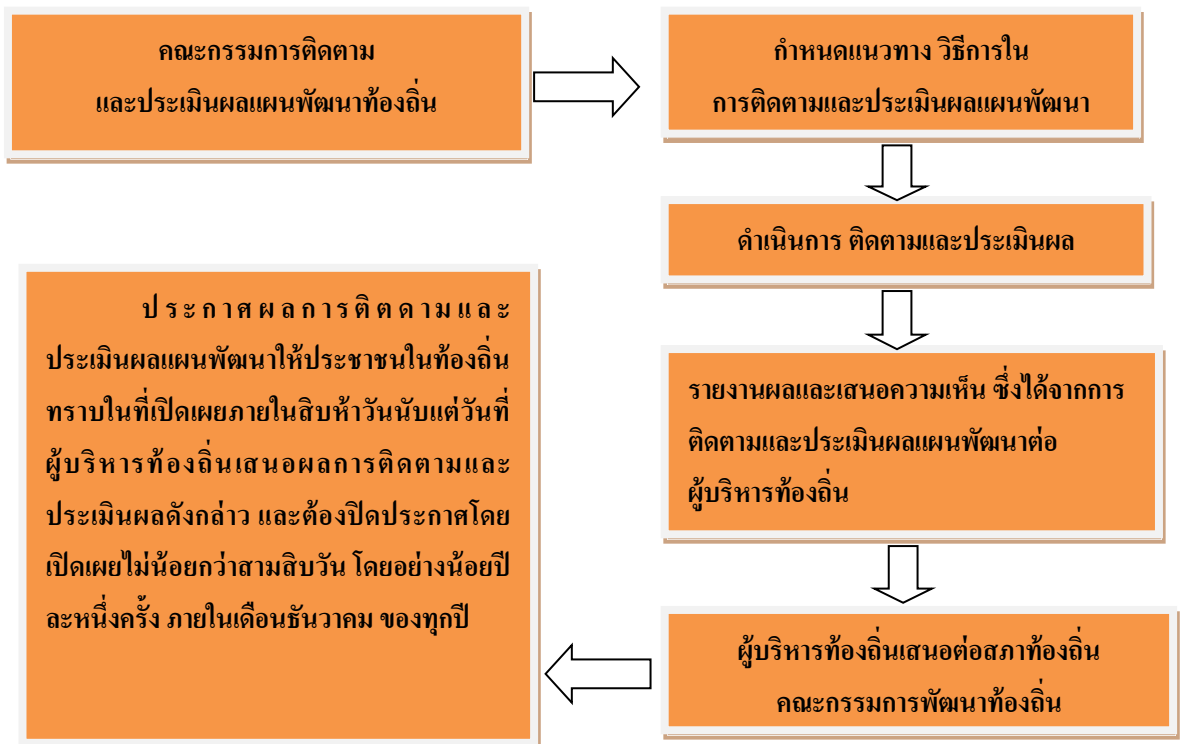 คณะกรรมการติดตาม
และประเมินผลแผนพัฒนาท้องถิ่น
กำหนดแนวทาง วิธีการใน
การติดตามและประเมินผลแผนพัฒนา
ดำเนินการ ติดตามและประเมินผล
รายงานผลและเสนอความเห็น ซึ่งได้จากการ
ติดตามและประเมินผลแผนพัฒนาต่อ
ผู้บริหารท้องถิ่น
ผู้บริหารท้องถิ่นเสนอต่อสภาท้องถิ่น
คณะกรรมการพัฒนาท้องถิ่น
ประกาศผลการติตดามและ
ประเมินผลแผนพัฒนาให้ประชาชนในท้องถิ่น
ทราบในที่เปิดเผยภายในสิบห้าวันนับแต่วันที่
ผู้บริหารท้องถิ่นเสนอผลการติดตามและ
ประเมินผลดังกล่าว และต้องปิดประกาศโดย
เปิดเผยไม่น้อยกว่าสามสิบวัน โดยอย่างน้อยปี
ละหนึ่งครั้ง ภายในเดือนธันวาคม ของทุกปี